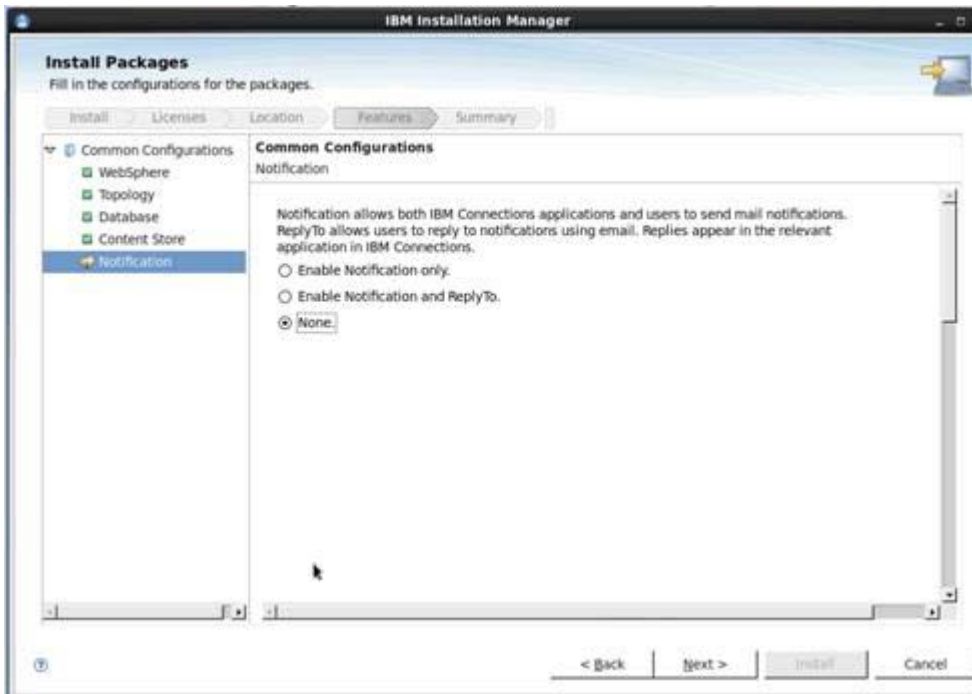 IBM Installation Manager
Install Packages
Fill in the configurations for the packages.
Install Licenses Location Features Summary
Common Configurations
WebSphere
Topology
Database
Content Store
Notification
Common Configurations
Notification
Notification allows both IBM Connections applications and users to send mail notifications.
ReplyTo allows users to reply to notifications using email. Replies appear in the relevant
application in IBM Connections.
Enable Notification only.
Enable Notification and ReplyTo.
None.
? < Back Next > Install Cancel